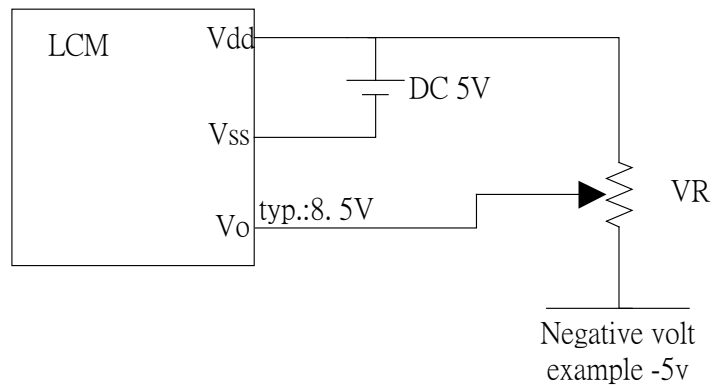 LCM
Vdd
DC 5V
Vss
typ.:8. 5V
Vo
VR
Negative volt
example -5v